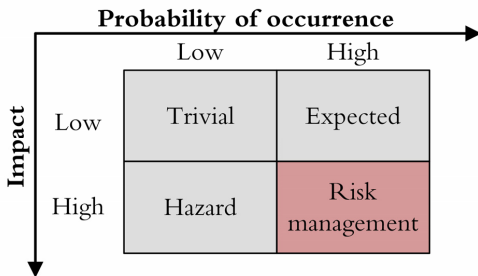 Probability of occurrence
Low High
Impact
Low Trivial Expected
High Hazard Risk
management